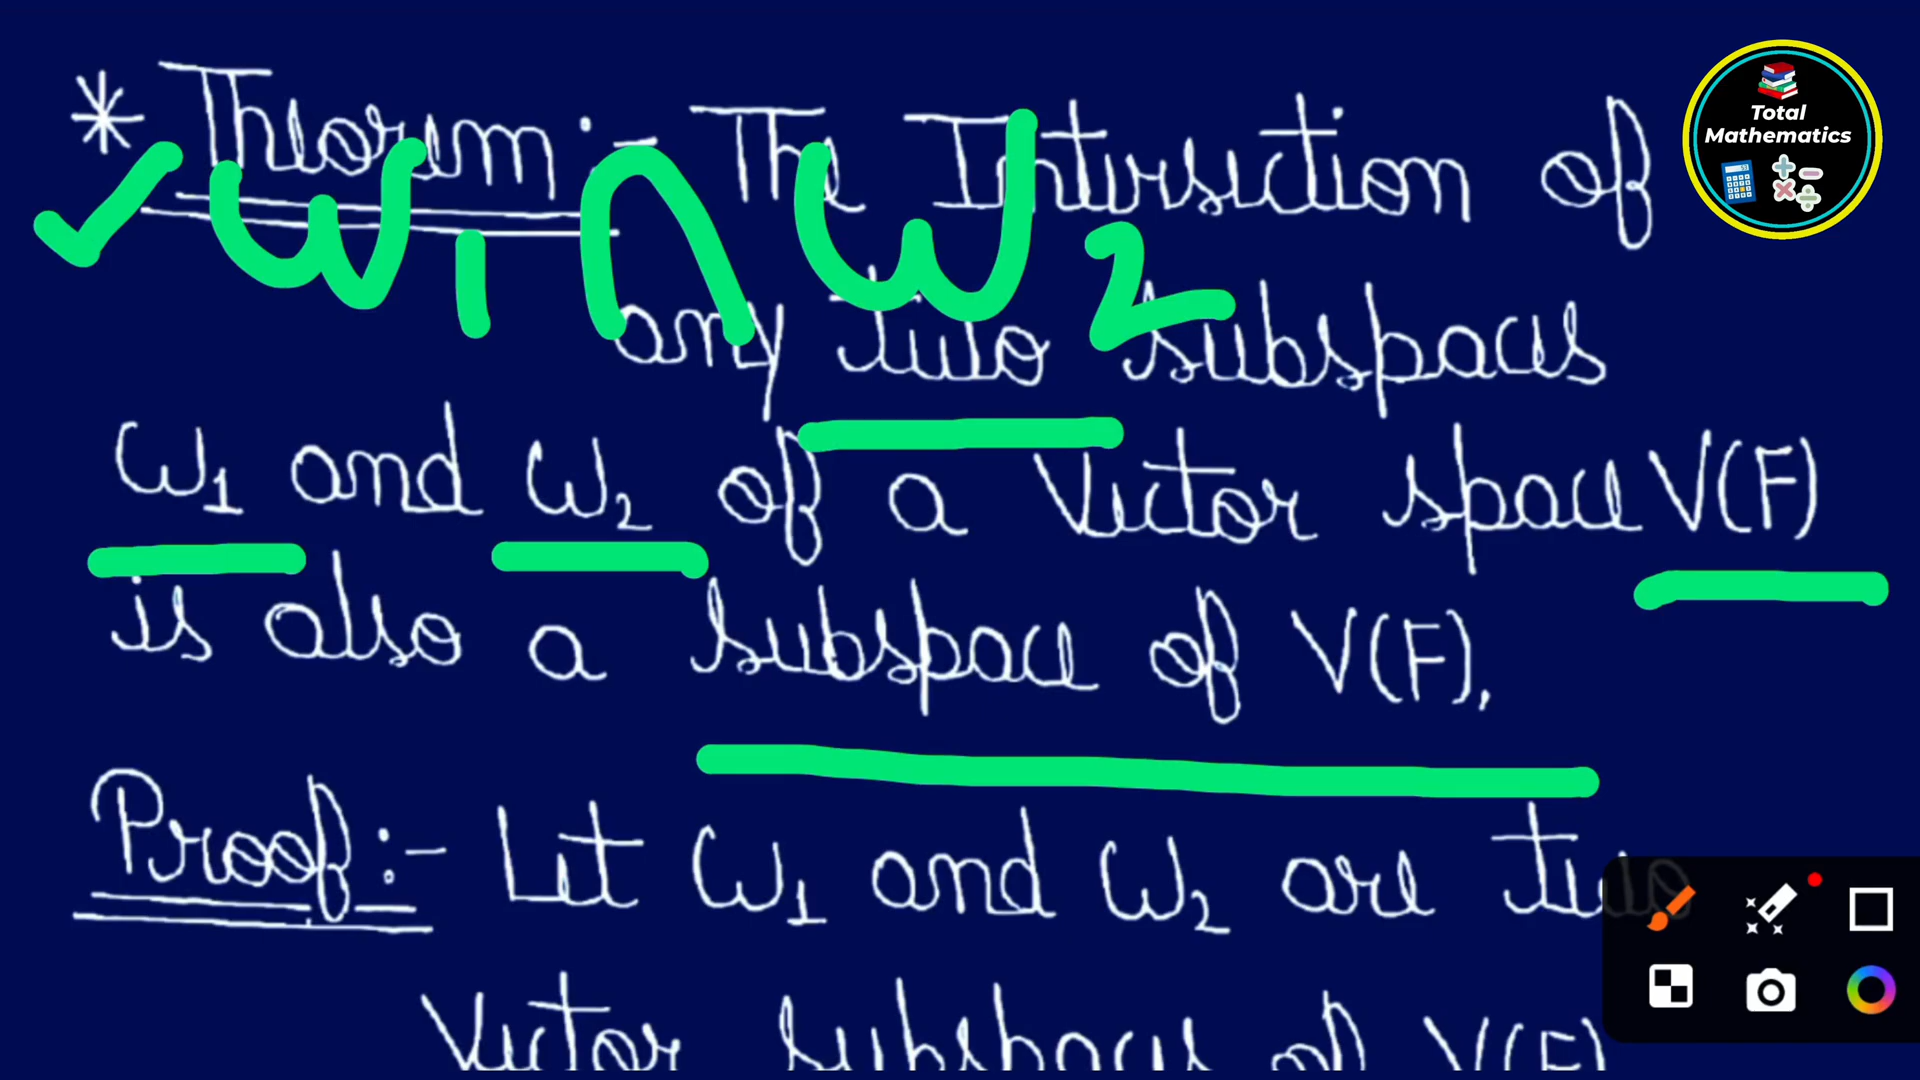 * Theorem :- The Intersection of
any two subspaces
W1 and W2 of a Vector space V(F)
is also a subspace of V(F).
Proof :- Let W1 and W2 are two
Vector subspaces of V(F)
✓ W1 ∩ W2
Total
Mathematics